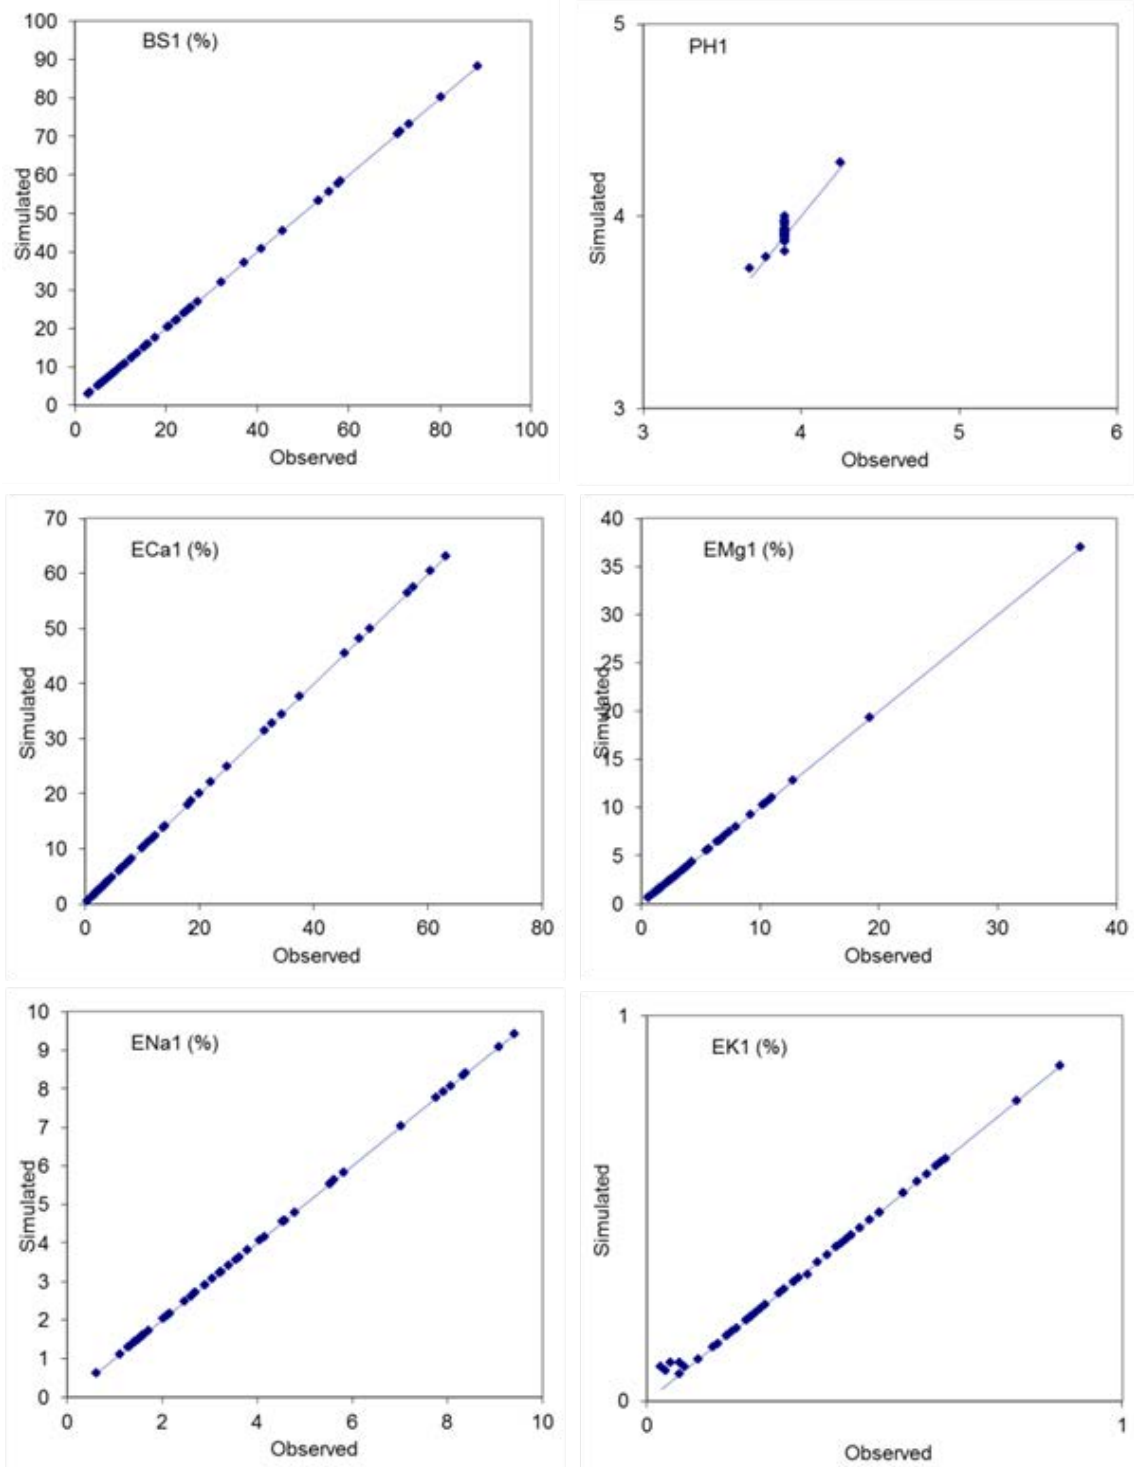 BS1 (%)
100
90
80
70
60
50
40
30
20
10
0
Simulated
0 20 40 60 80 100
Observed
PH1
5
4
3
Simulated
3 4 5 6
Observed
ECa1 (%)
70
60
50
40
30
20
10
0
Simulated
0 20 40 60 80
Observed
EMg1 (%)
40
35
30
25
20
15
10
5
0
Simulated
0 10 20 30 40
Observed
ENa1 (%)
10
9
8
7
6
5
4
3
2
1
0
Simulated
0 2 4 6 8 10
Observed
EK1 (%)
1
0
Simulated
0 1
Observed